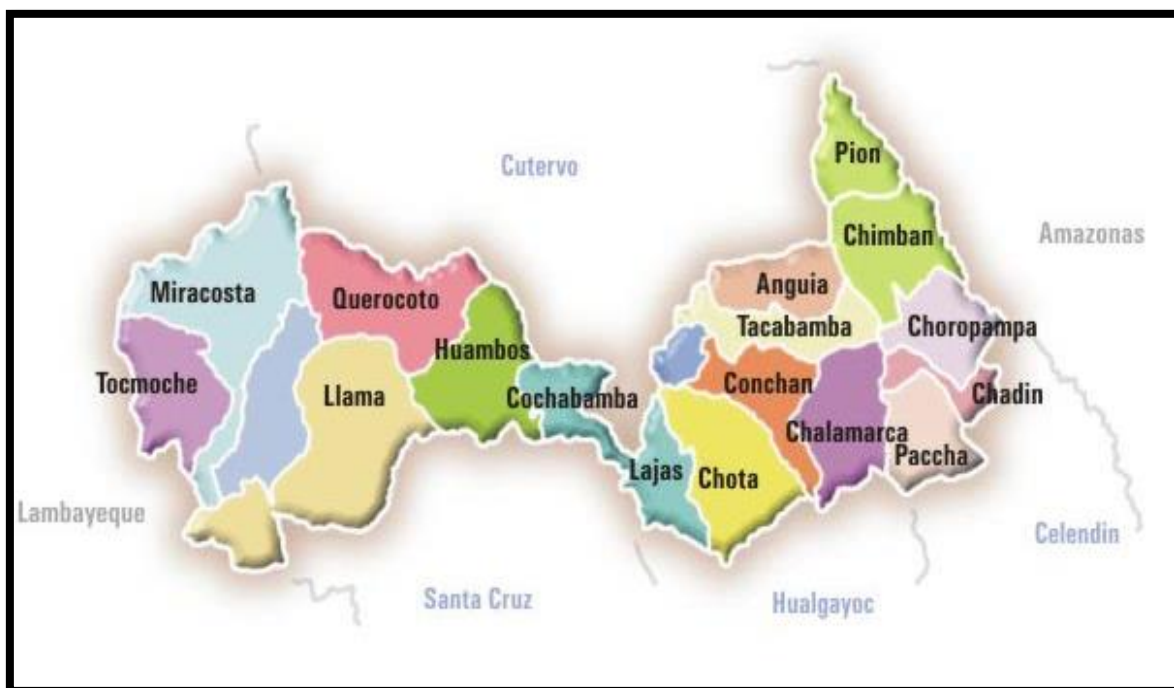 Pion
Cutervo
Chimban
Amazonas
Miracosta
Querocoto
Anguia
Tacabamba
Choropampa
Huambos
Tocmoche
Llama
Cochabamba
Conchan
Chadin
Chalamarca
Paccha
Lajas
Chota
Lambayeque
Celendin
Santa Cruz
Hualgayoc